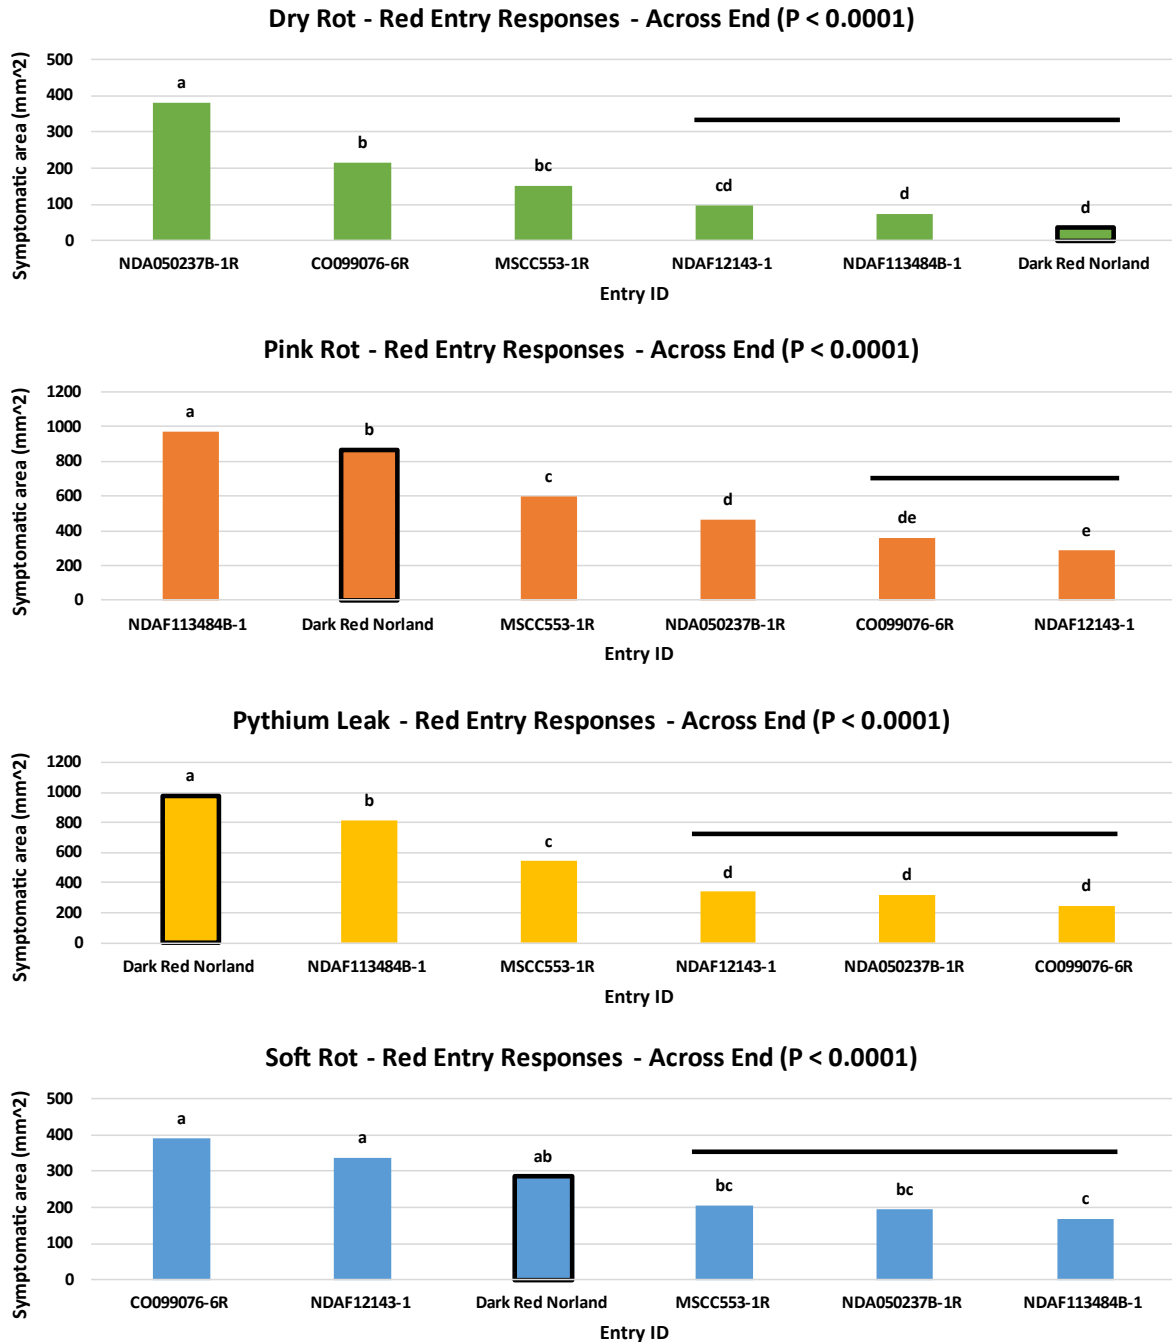 Dry Rot - Red Entry Responses - Across End (P < 0.0001)
Symptomatic area (mm^2)
500
400
300
200
100
0
a
b
bc
cd
d
d
NDA050237B-1R CO099076-6R MSCC553-1R NDAF12143-1 NDAF113484B-1 Dark Red Norland
Entry ID
Pink Rot - Red Entry Responses - Across End (P < 0.0001)
Symptomatic area (mm^2)
1200
1000
800
600
400
200
0
a
b
c
d
de
e
NDAF113484B-1 Dark Red Norland MSCC553-1R NDA050237B-1R CO099076-6R NDAF12143-1
Entry ID
Pythium Leak - Red Entry Responses - Across End (P < 0.0001)
Symptomatic area (mm^2)
1200
1000
800
600
400
200
0
a
b
c
d
d
d
Dark Red Norland NDAF113484B-1 MSCC553-1R NDAF12143-1 NDA050237B-1R CO099076-6R
Entry ID
Soft Rot - Red Entry Responses - Across End (P < 0.0001)
Symptomatic area (mm^2)
500
400
300
200
100
0
a
a
ab
bc
bc
c
CO099076-6R NDAF12143-1 Dark Red Norland MSCC553-1R NDA050237B-1R NDAF113484B-1
Entry ID